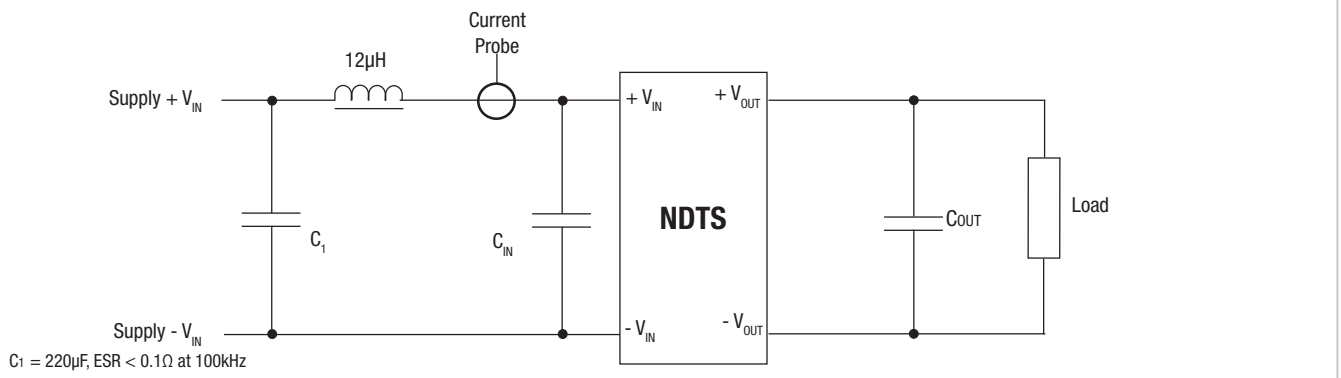 Current
Probe
12µH
Supply + V_IN
+ V_IN
+ V_OUT
NDTS
C_1
C_IN
COUT
Load
Supply - V_IN
- V_IN
- V_OUT
C1 = 220µF, ESR < 0.1Ω at 100kHz